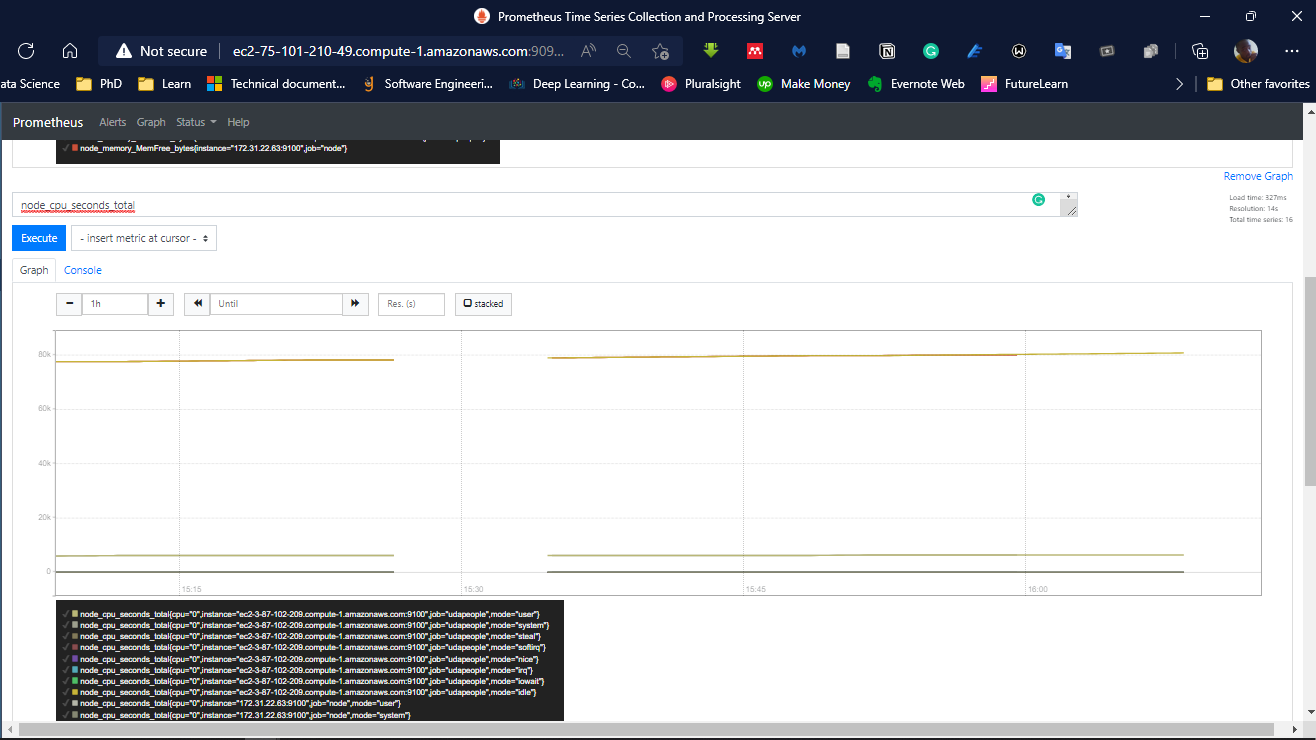 Prometheus Time Series Collection and Processing Server
Not secure
ec2-75-101-210-49.compute-1.amazonaws.com:909...
ata Science
PhD
Learn
Technical document...
Software Engineeri...
Deep Learning - Co...
Pluralsight
Make Money
Evernote Web
FutureLearn
Other favorites
Prometheus
Alerts
Graph
Status
Help
node_memory_MemFree_bytes{instance="172.31.22.63:9100",job="node"}
Remove Graph
node_cpu_seconds_total
Load time: 327ms
Resolution: 14s
Total time series: 16
Execute
- insert metric at cursor -
Graph
Console
1h
Until
Res. (s)
stacked
80k
60k
40k
20k
0
15:15
15:30
15:45
16:00
node_cpu_seconds_total{cpu="0",instance="ec2-3-87-102-209.compute-1.amazonaws.com:9100",job="udapeople",mode="user"}
node_cpu_seconds_total{cpu="0",instance="ec2-3-87-102-209.compute-1.amazonaws.com:9100",job="udapeople",mode="system"}
node_cpu_seconds_total{cpu="0",instance="ec2-3-87-102-209.compute-1.amazonaws.com:9100",job="udapeople",mode="steal"}
node_cpu_seconds_total{cpu="0",instance="ec2-3-87-102-209.compute-1.amazonaws.com:9100",job="udapeople",mode="softirq"}
node_cpu_seconds_total{cpu="0",instance="ec2-3-87-102-209.compute-1.amazonaws.com:9100",job="udapeople",mode="nice"}
node_cpu_seconds_total{cpu="0",instance="ec2-3-87-102-209.compute-1.amazonaws.com:9100",job="udapeople",mode="irq"}
node_cpu_seconds_total{cpu="0",instance="ec2-3-87-102-209.compute-1.amazonaws.com:9100",job="udapeople",mode="iowait"}
node_cpu_seconds_total{cpu="0",instance="ec2-3-87-102-209.compute-1.amazonaws.com:9100",job="udapeople",mode="idle"}
node_cpu_seconds_total{cpu="0",instance="172.31.22.63:9100",job="node",mode="user"}
node_cpu_seconds_total{cpu="0",instance="172.31.22.63:9100",job="node",mode="system"}